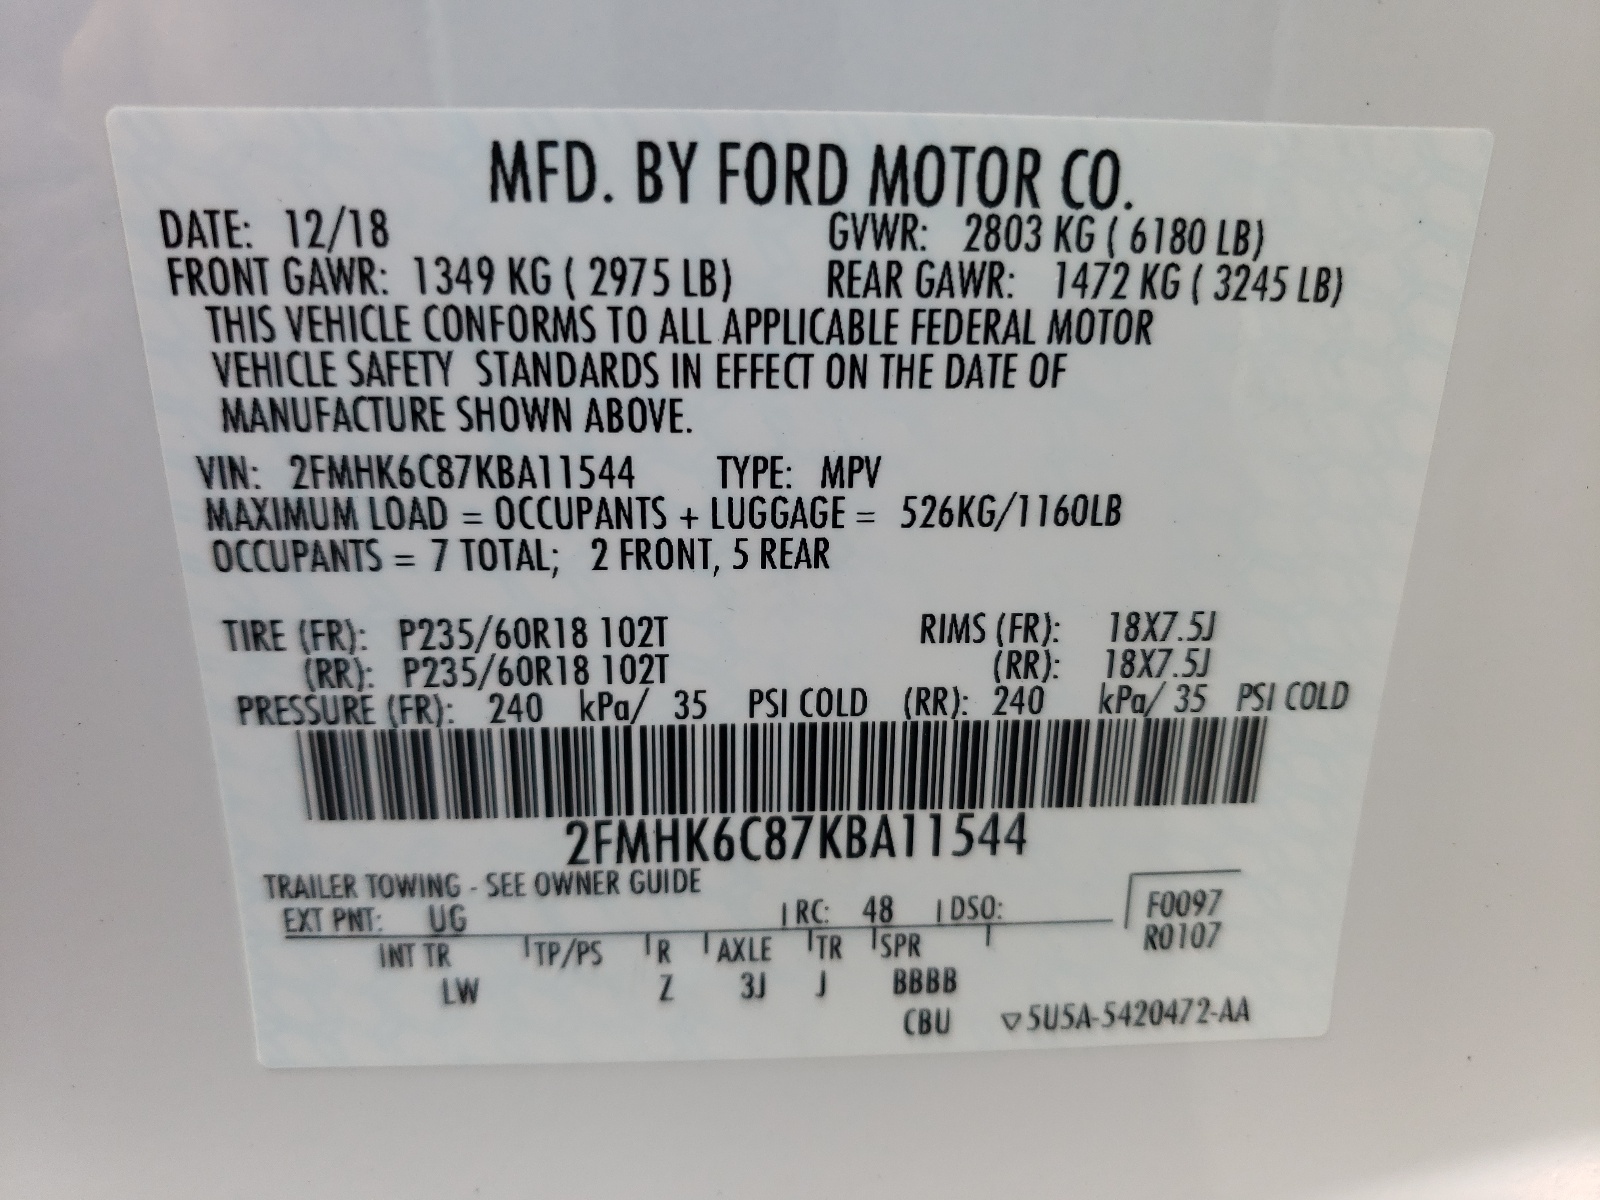 MFD. BY FORD MOTOR CO.
DATE: 12/18 GVWR: 2803 KG ( 6180 LB)
FRONT GAWR: 1349 KG ( 2975 LB) REAR GAWR: 1472 KG ( 3245 LB)
THIS VEHICLE CONFORMS TO ALL APPLICABLE FEDERAL MOTOR
VEHICLE SAFETY STANDARDS IN EFFECT ON THE DATE OF
MANUFACTURE SHOWN ABOVE.
VIN: 2FMHK6C87KBA11544 TYPE: MPV
MAXIMUM LOAD = OCCUPANTS + LUGGAGE = 526KG/1160LB
OCCUPANTS = 7 TOTAL; 2 FRONT, 5 REAR
TIRE (FR): P235/60R18 102T RIMS (FR): 18X7.5J
(RR): P235/60R18 102T (RR): 18X7.5J
PRESSURE (FR): 240 kPa/ 35 PSI COLD (RR): 240 kPa/ 35 PSI COLD
2FMHK6C87KBA11544
TRAILER TOWING - SEE OWNER GUIDE
EXT PNT: UG RC: 48 DSO: F0097
INT TR TP/PS R AXLE TR SPR R0107
LW Z 3J J BBBB
CBU ▽5U5A-5420472-AA